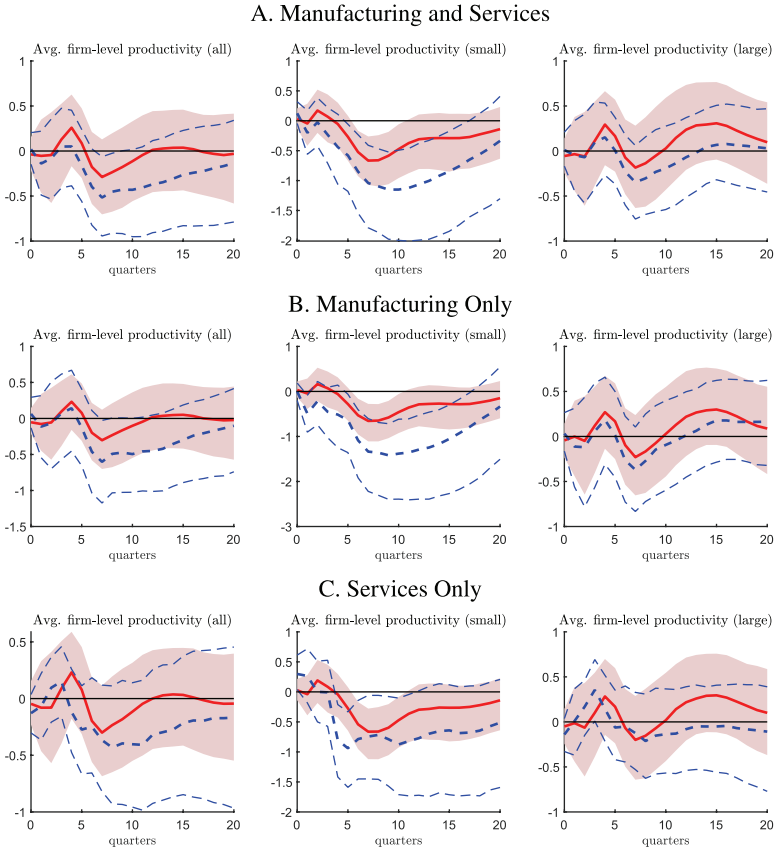 A. Manufacturing and Services
Avg. firm-level productivity (all) Avg. firm-level productivity (small) Avg. firm-level productivity (large)
1 0.5 0 -0.5 -1
1 0.5 0 -0.5 -1 -1.5 -2
1 0.5 0 -0.5 -1
0 5 10 15 20 0 5 10 15 20 0 5 10 15 20
quarters quarters quarters
B. Manufacturing Only
Avg. firm-level productivity (all) Avg. firm-level productivity (small) Avg. firm-level productivity (large)
1 0.5 0 -0.5 -1 -1.5
1 0 -1 -2 -3
1 0.5 0 -0.5 -1
0 5 10 15 20 0 5 10 15 20 0 5 10 15 20
quarters quarters quarters
C. Services Only
Avg. firm-level productivity (all) Avg. firm-level productivity (small) Avg. firm-level productivity (large)
0.5 0 -0.5 -1
1 0.5 0 -0.5 -1 -1.5 -2
1 0.5 0 -0.5 -1
0 5 10 15 20 0 5 10 15 20 0 5 10 15 20
quarters quarters quarters